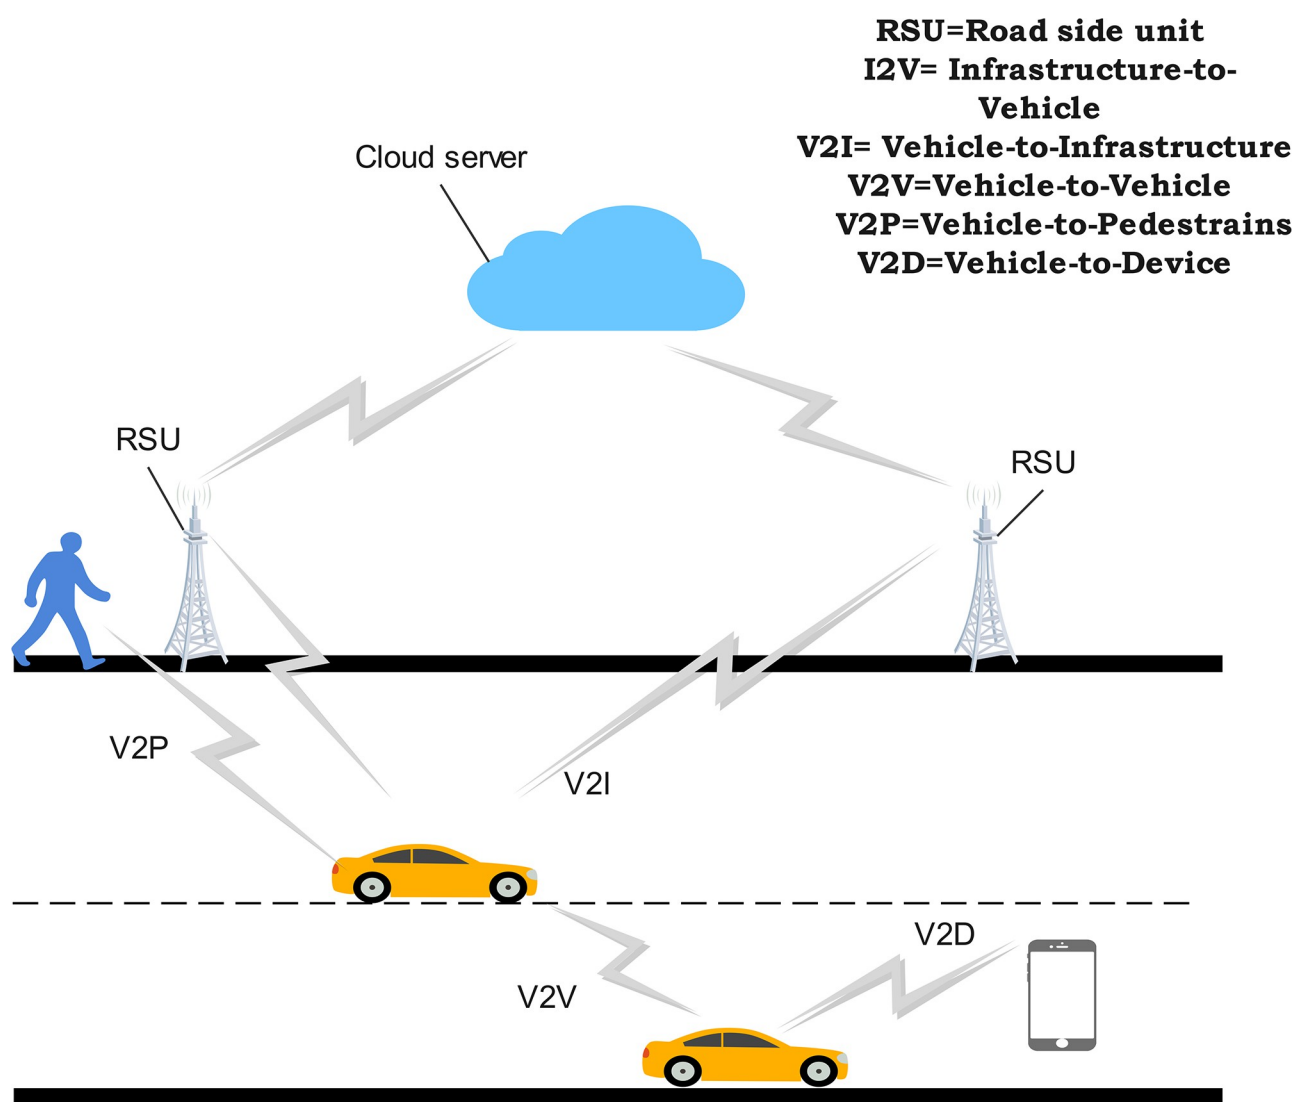 RSU=Road side unit
I2V= Infrastructure-to-
Vehicle
V2I= Vehicle-to-Infrastructure
V2V=Vehicle-to-Vehicle
V2P=Vehicle-to-Pedestrains
V2D=Vehicle-to-Device
Cloud server
RSU
RSU
V2P
V2I
V2D
V2V